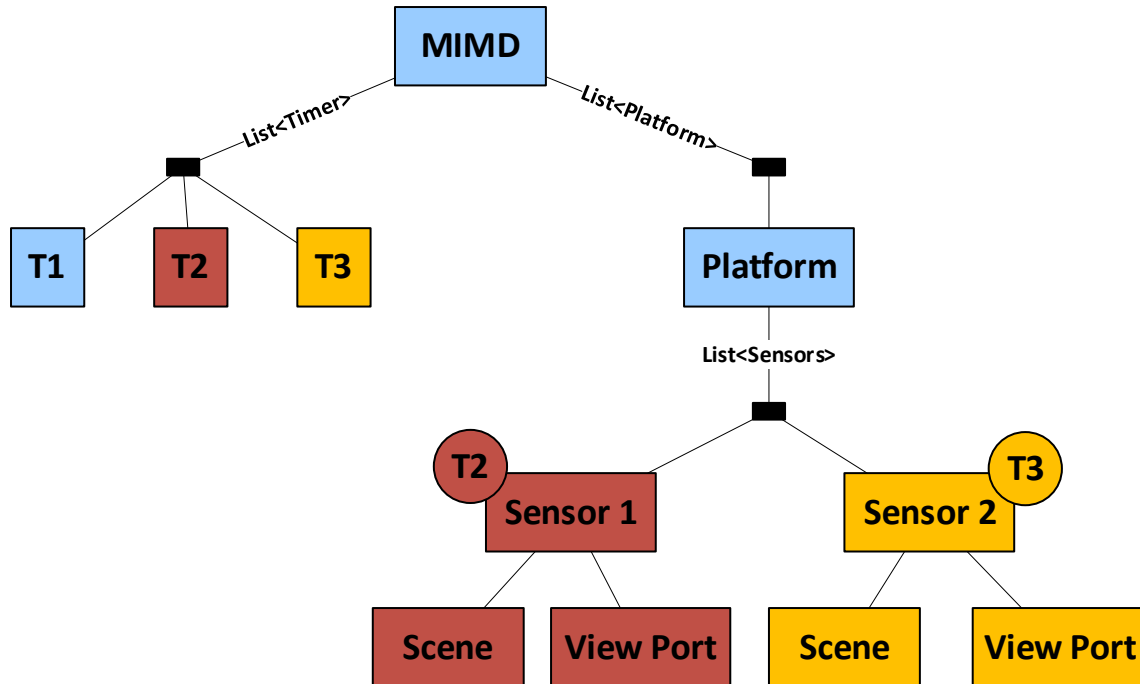 MIMD
List<Timer>
List<Platform>
T1
T2
T3
Platform
List<Sensors>
T2
T3
Sensor 1
Sensor 2
Scene
View Port
Scene
View Port